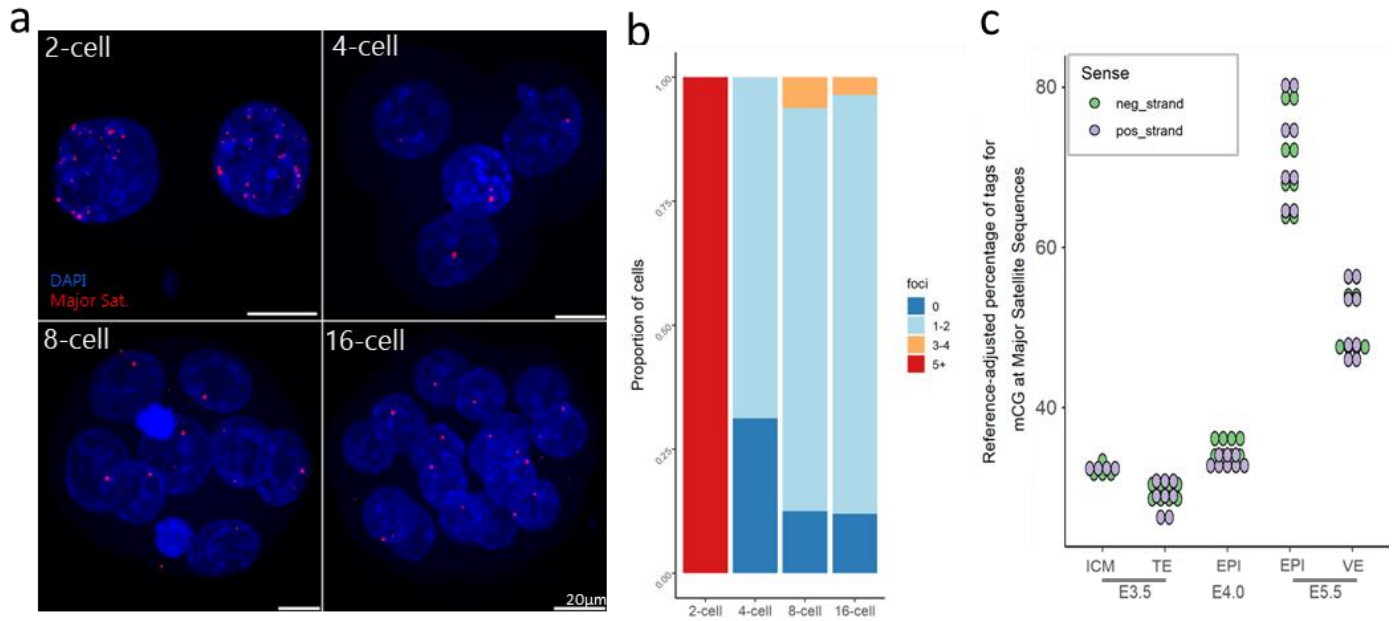 a
2-cell
4-cell
DAPI
Major Sat.
8-cell
16-cell
20µm
b
Proportion of cells
1.00
0.75
0.50
0.25
0.00
2-cell
4-cell
8-cell
16-cell
foci
0
1-2
3-4
5+
c
Reference-adjusted percentage of tags for
mCG at Major Satellite Sequences
80
60
40
Sense
neg_strand
pos_strand
ICM
TE
EPI
EPI
VE
E3.5
E4.0
E5.5